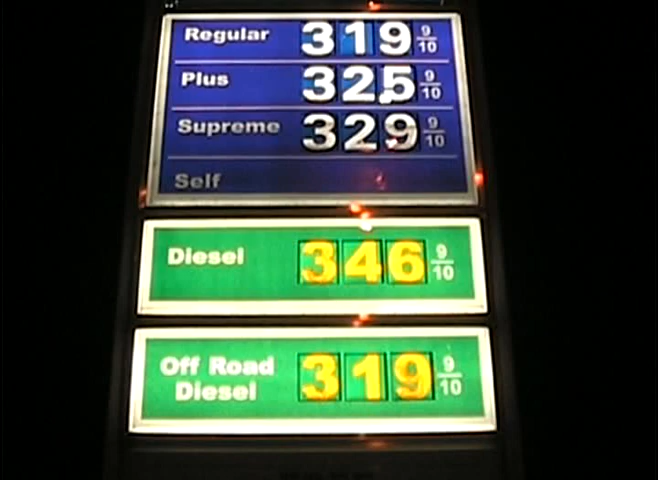 Regular 319 9/10
Plus 325 9/10
Supreme 329 9/10
Self
Diesel 346 9/10
Off Road
Diesel 319 9/10